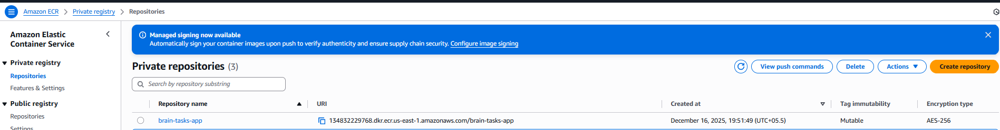 Amazon ECR > Private registry > Repositories
Amazon Elastic
Container Service
Private registry
Repositories
Features & Settings
Public registry
Repositories
Settings
Managed signing now available
Automatically sign your container images upon push to verify authenticity and ensure supply chain security. Configure image signing
Private repositories (3)
View push commands
Delete
Actions
Create repository
Search by repository substring
Repository name URI Created at Tag immutability Encryption type
brain-tasks-app 134832229768.dkr.ecr.us-east-1.amazonaws.com/brain-tasks-app December 16, 2025, 19:51:49 (UTC+05.5) Mutable AES-256